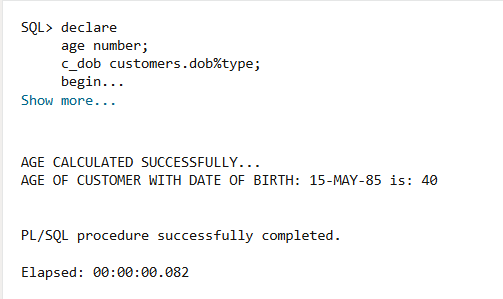 SQL> declare
age number;
c_dob customers.dob%type;
begin...
Show more...
AGE CALCULATED SUCCESSFULLY...
AGE OF CUSTOMER WITH DATE OF BIRTH: 15-MAY-85 is: 40
PL/SQL procedure successfully completed.
Elapsed: 00:00:00.082